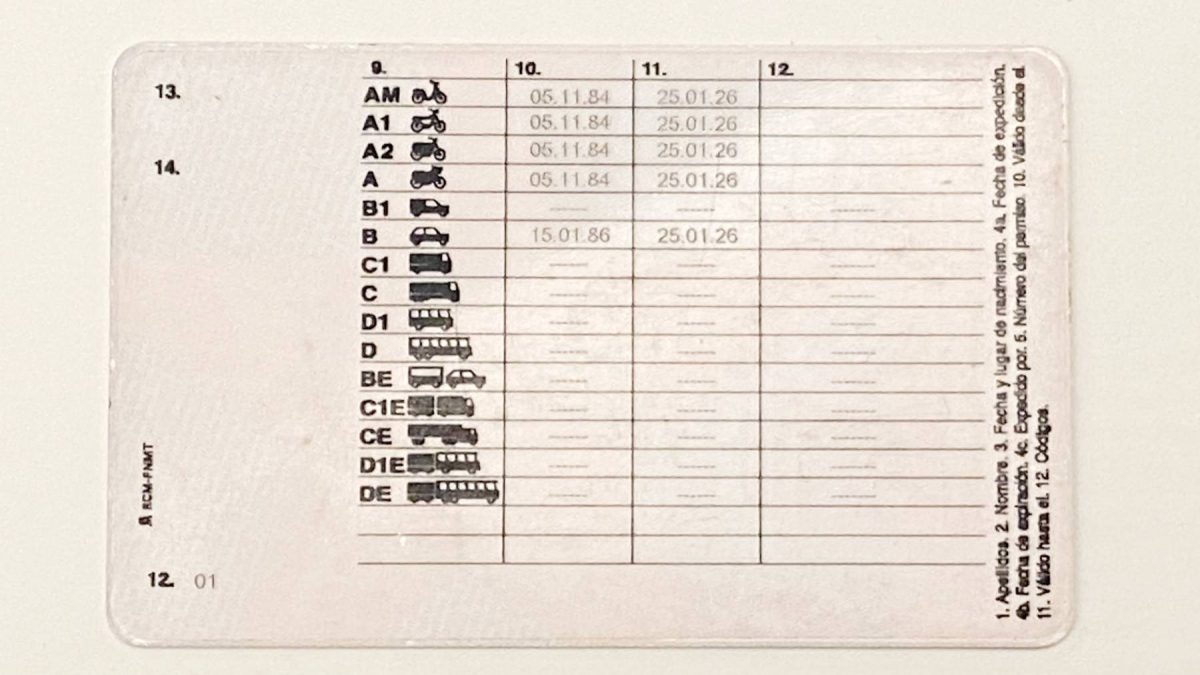 13.
14.
9. 10. 11. 12.
AM 05.11.84 25.01.26
A1 05.11.84 25.01.26
A2 05.11.84 25.01.26
A 05.11.84 25.01.26
B1 — — —
B 15.01.86 25.01.26
C1 — — —
C — — —
D1 — — —
D — — —
BE — — —
C1E — — —
CE — — —
D1E — — —
DE — — —
RCM-FNMT
12. 01
1. Apellidos. 2. Nombre. 3. Fecha y lugar de nacimiento. 4a. Fecha de expedición.
4b. Fecha de expiración. 4c. Expedido por. 5. Número del permiso. 10. Válido desde el.
11. Válido hasta el. 12. Códigos.